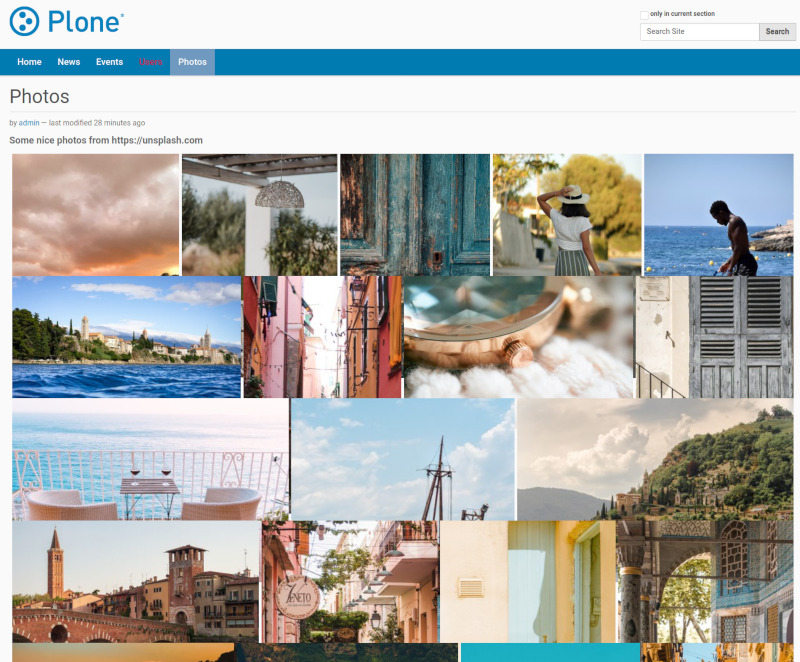 Plone®
only in current section
Search Site
Search
Home
News
Events
Users
Photos
Photos
by admin — last modified 28 minutes ago
Some nice photos from https://unsplash.com
VENETO